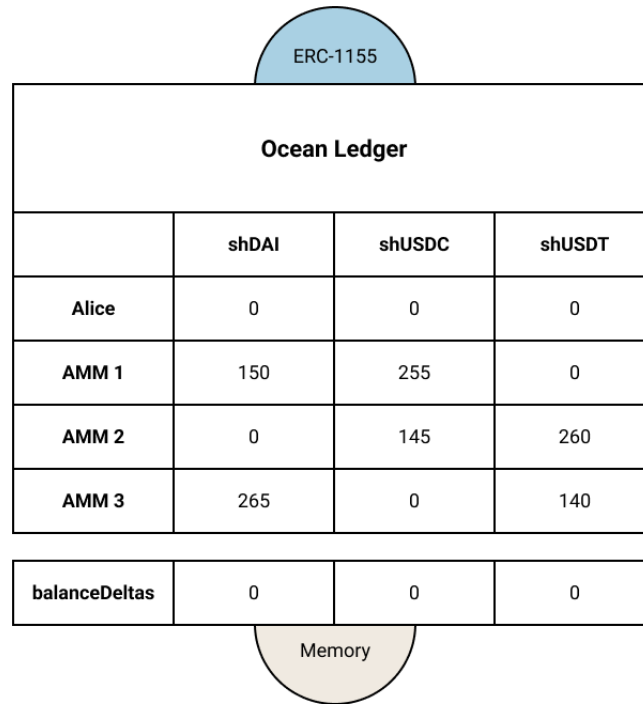 ERC-1155
Ocean Ledger
shDAI shUSDC shUSDT
Alice 0 0 0
AMM 1 150 255 0
AMM 2 0 145 260
AMM 3 265 0 140
balanceDeltas 0 0 0
Memory